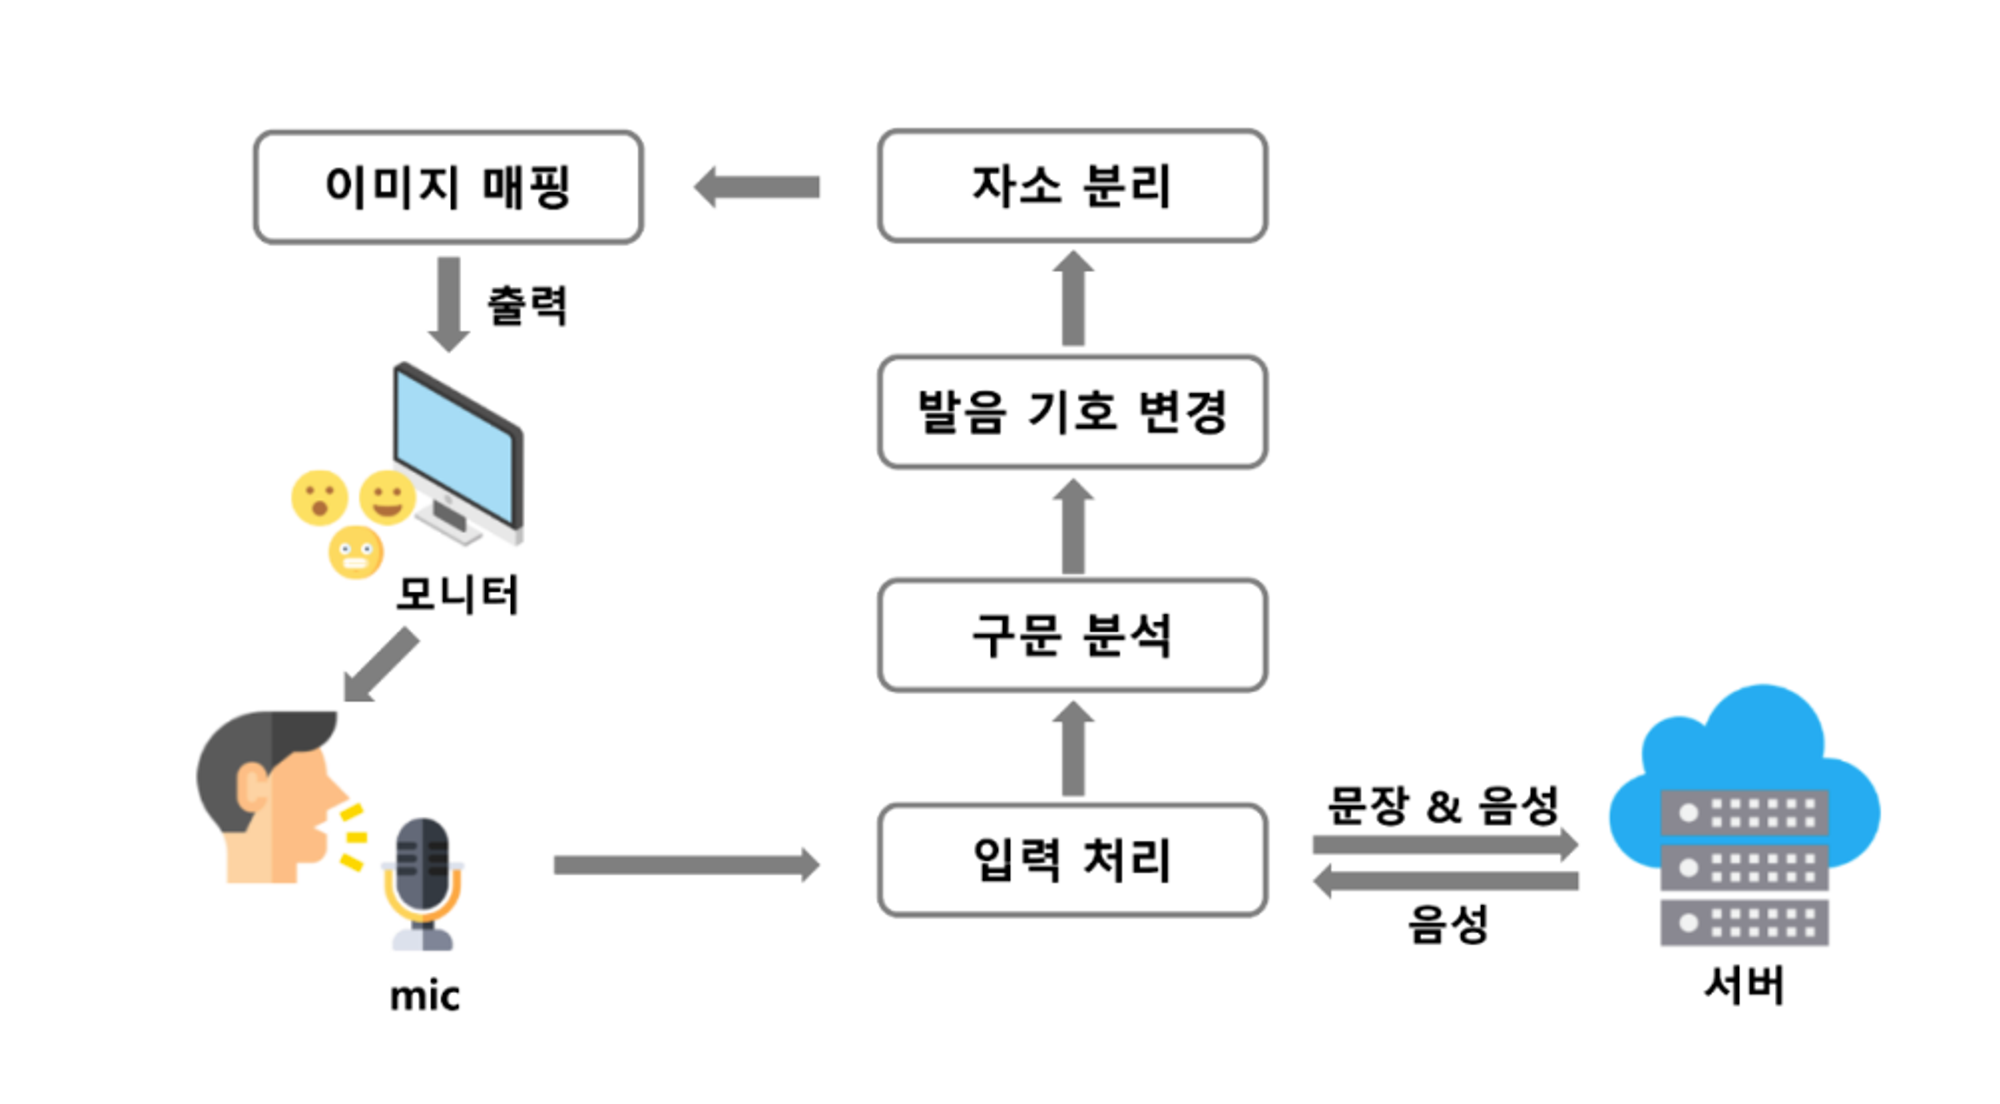 이미지 매핑
자소 분리
출력
발음 기호 변경
모니터
구문 분석
문장 & 음성
입력 처리
음성
서버
mic